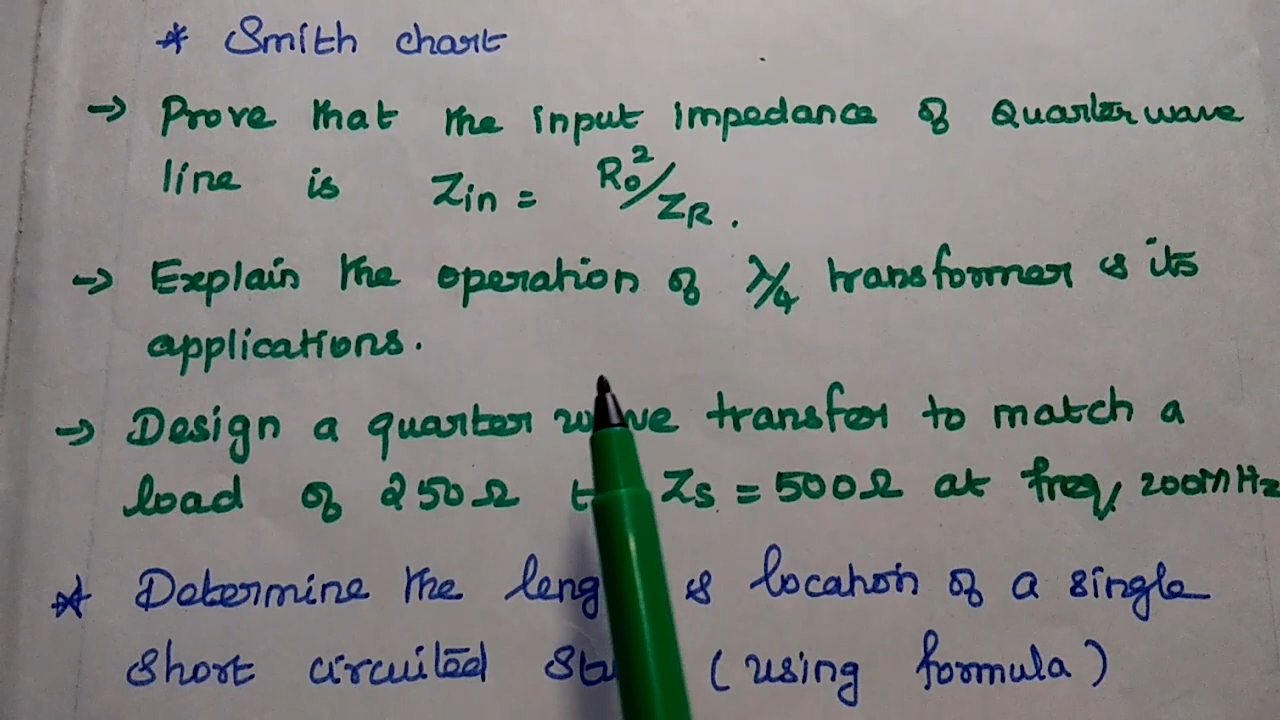 * Smith chart
→ Prove that the input impedance of Quarter wave
line is Zin = R₀²/ZR.
→ Explain the operation of λ/4 transformer & its
applications.
→ Design a quarter transfer to match a
load of 250Ω Zs = 500Ω at freq, 200mHz
* Determine the & location of a single
short circuited (using formula)